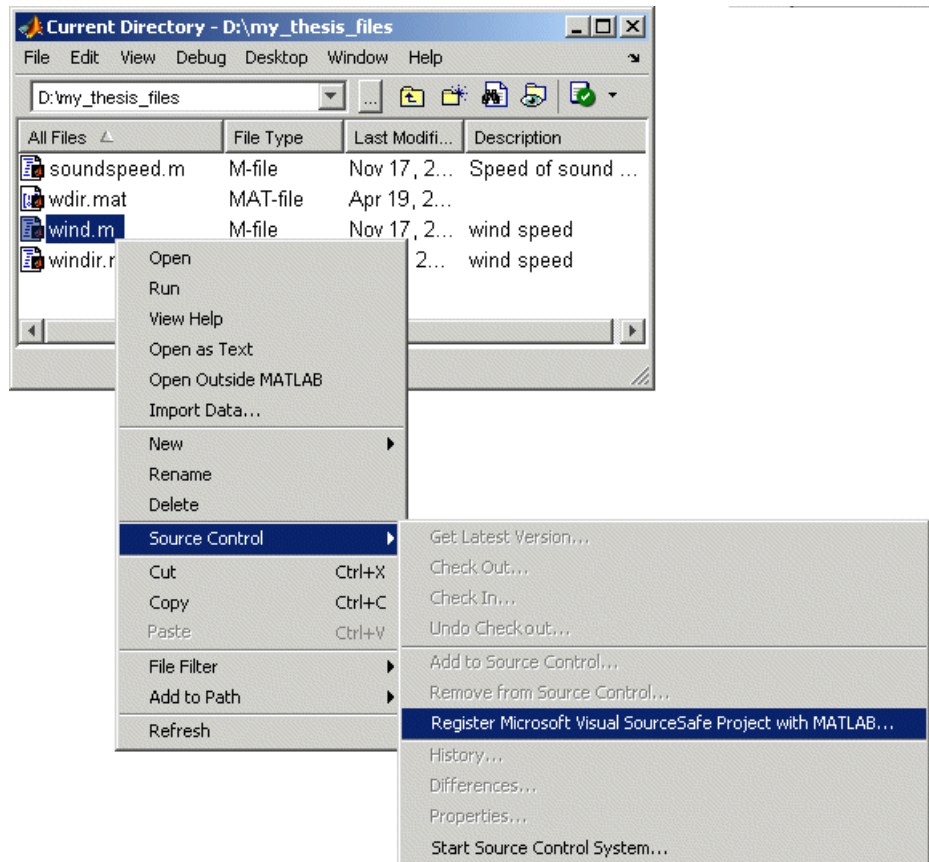 Current Directory - D:\my_thesis_files
File Edit View Debug Desktop Window Help
D:\my_thesis_files ...
All Files File Type Last Modifi... Description
soundspeed.m M-file Nov 17, 2... Speed of sound ...
wdir.mat MAT-file Apr 19, 2...
wind.m M-file Nov 17, 2... wind speed
windir. 2... wind speed
Open
Run
View Help
Open as Text
Open Outside MATLAB
Import Data...
New
Rename
Delete
Source Control
Cut Ctrl+X
Copy Ctrl+C
Paste Ctrl+V
File Filter
Add to Path
Refresh
Get Latest Version...
Check Out...
Check In...
Undo Checkout...
Add to Source Control...
Remove from Source Control...
Register Microsoft Visual SourceSafe Project with MATLAB...
History...
Differences...
Properties...
Start Source Control System...